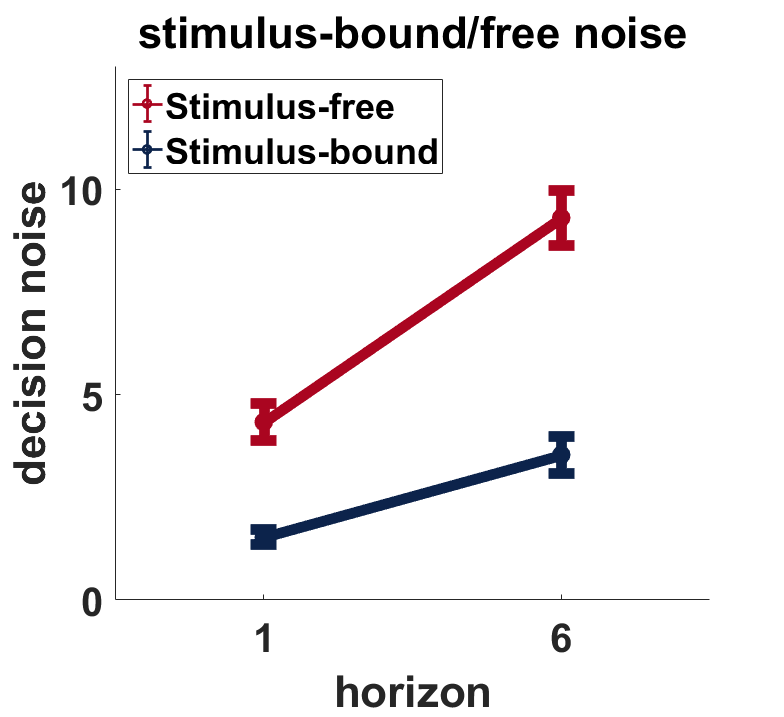 stimulus-bound/free noise
Stimulus-free
Stimulus-bound
10
5
0
decision noise
1 6
horizon